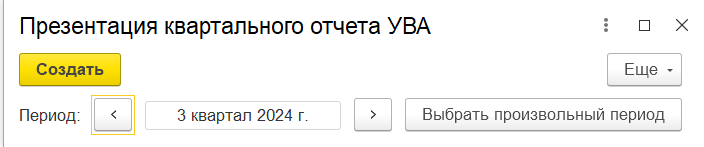 Презентация квартального отчета УВА
Создать Еще
Период: < 3 квартал 2024 г. > Выбрать произвольный период